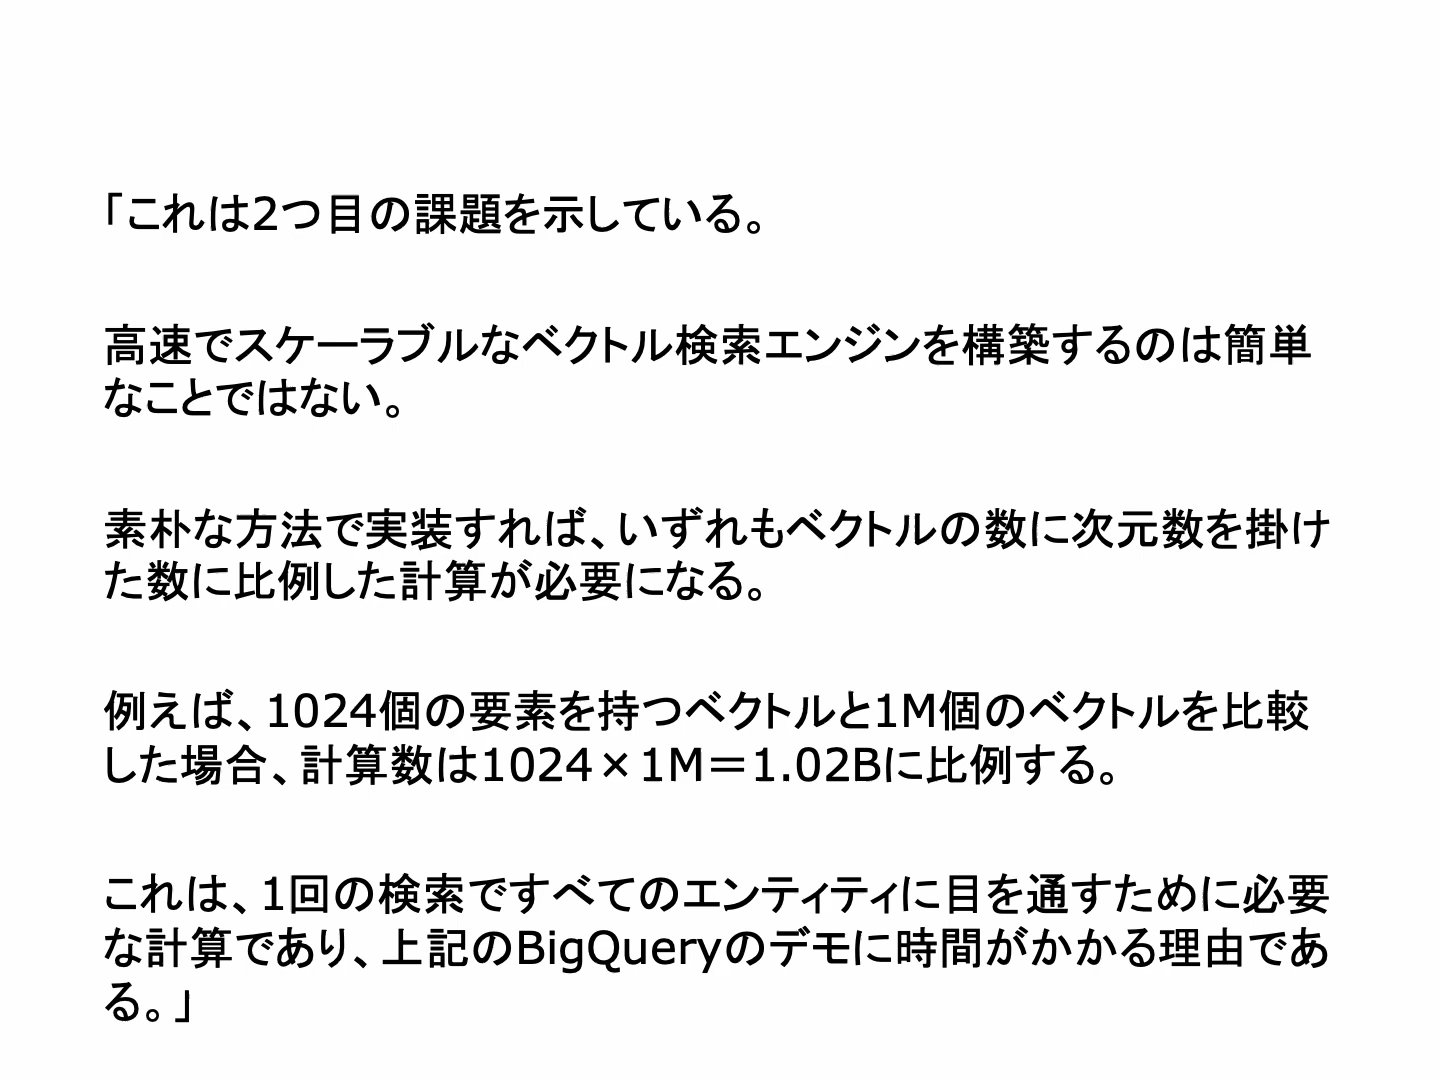 「これは2つ目の課題を示している。
高速でスケーラブルなベクトル検索エンジンを構築するのは簡単
なことではない。
素朴な方法で実装すれば、いずれもベクトルの数に次元数を掛け
た数に比例した計算が必要になる。
例えば、1024個の要素を持つベクトルと1M個のベクトルを比較
した場合、計算数は1024×1M＝1.02Bに比例する。
これは、1回の検索ですべてのエンティティに目を通すために必要
な計算であり、上記のBigQueryのデモに時間がかかる理由であ
る。」